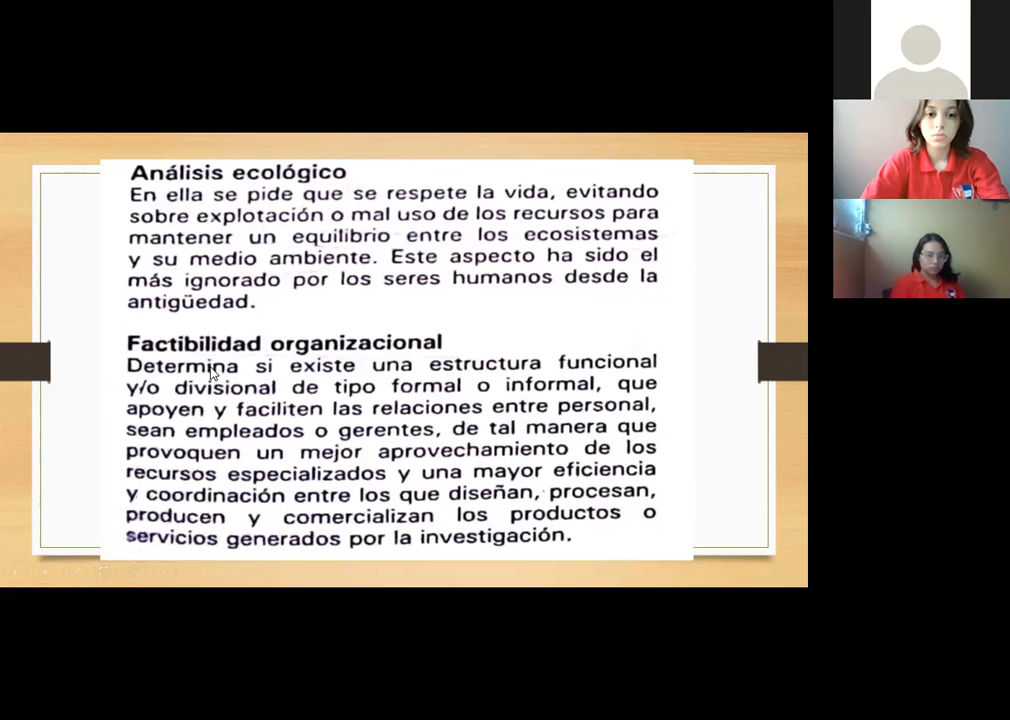 Análisis ecológico
En ella se pide que se respete la vida, evitando
sobre explotación o mal uso de los recursos para
mantener un equilibrio entre los ecosistemas
y su medio ambiente. Este aspecto ha sido el
más ignorado por los seres humanos desde la
antigüedad.
Factibilidad organizacional
Determina si existe una estructura funcional
y/o divisional de tipo formal o informal, que
apoyen y faciliten las relaciones entre personal,
sean empleados o gerentes, de tal manera que
provoquen un mejor aprovechamiento de los
recursos especializados y una mayor eficiencia
y coordinación entre los que diseñan, procesan,
producen y comercializan los productos o
servicios generados por la investigación.